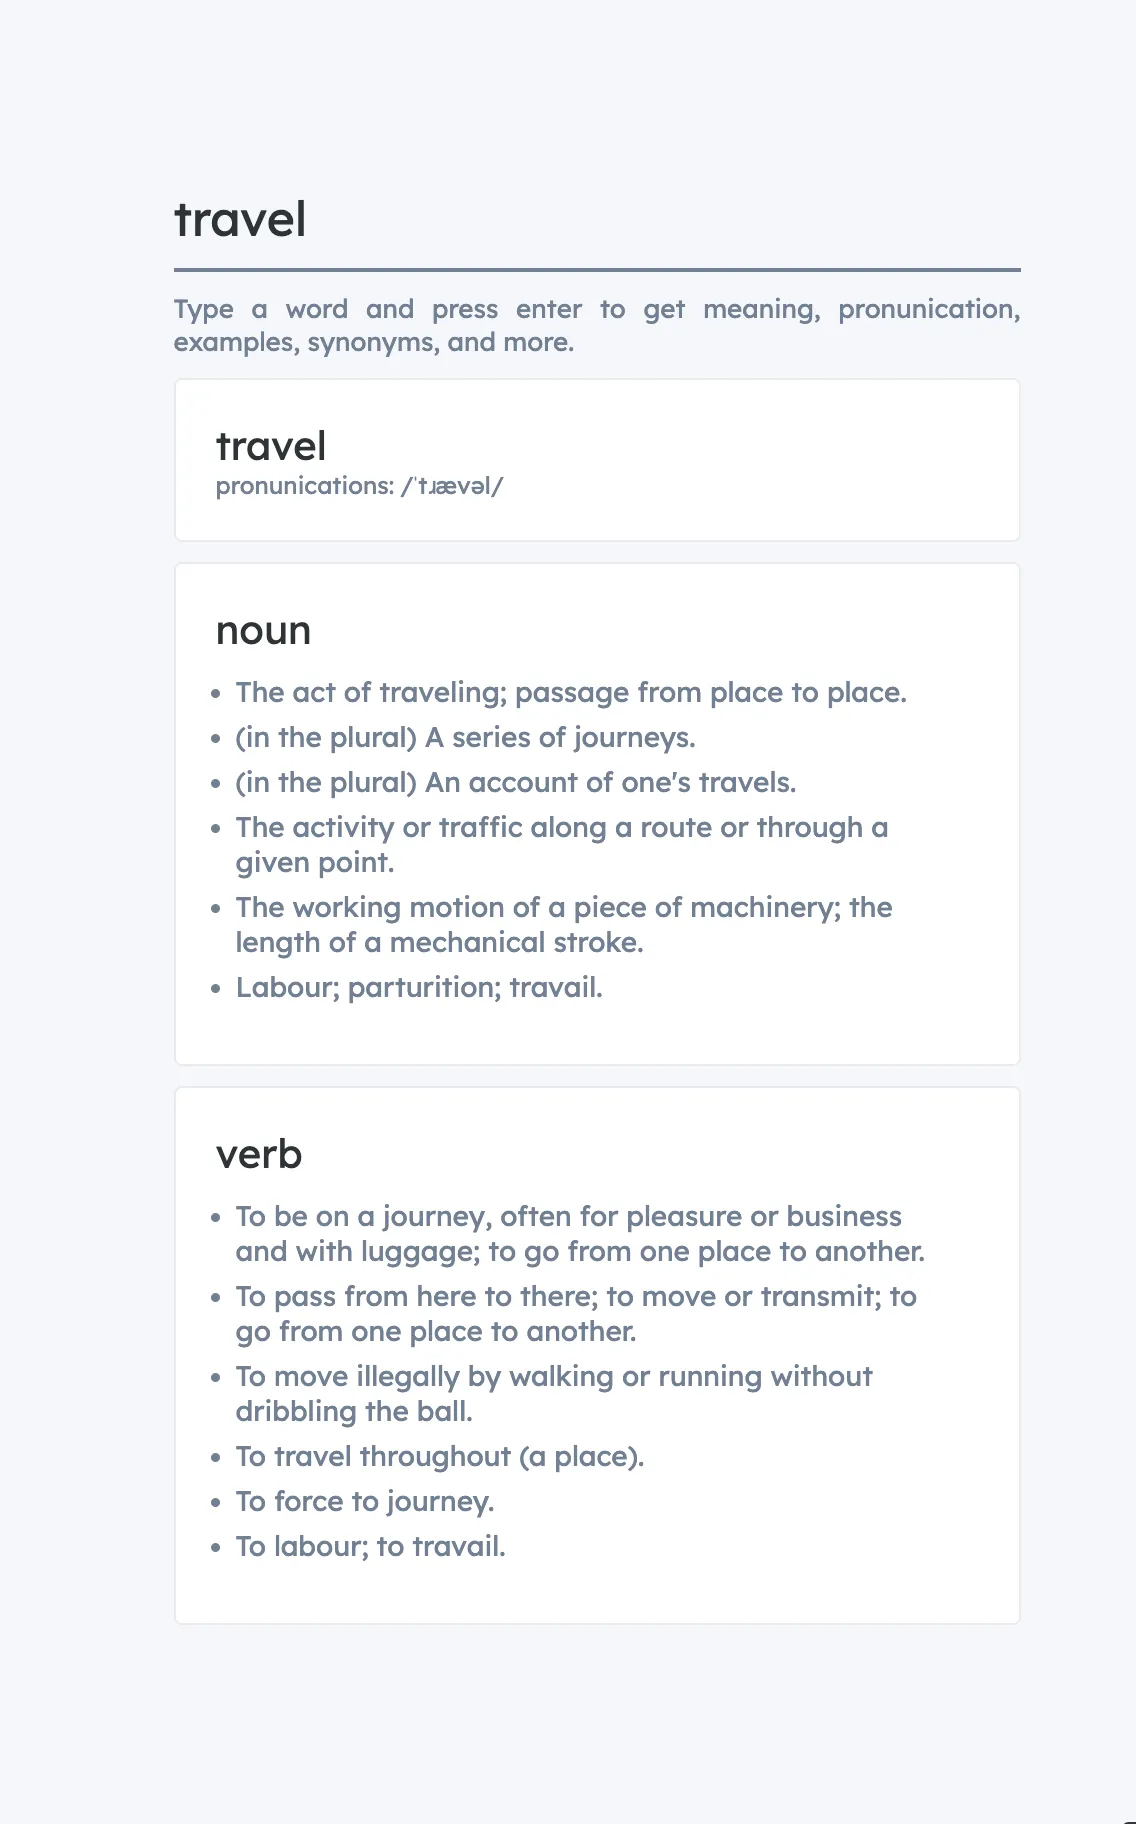 travel
Type a word and press enter to get meaning, pronunication,
examples, synonyms, and more.
travel
pronunications: /ˈtɹævəl/
noun
• The act of traveling; passage from place to place.
• (in the plural) A series of journeys.
• (in the plural) An account of one's travels.
• The activity or traffic along a route or through a
given point.
• The working motion of a piece of machinery; the
length of a mechanical stroke.
• Labour; parturition; travail.
verb
• To be on a journey, often for pleasure or business
and with luggage; to go from one place to another.
• To pass from here to there; to move or transmit; to
go from one place to another.
• To move illegally by walking or running without
dribbling the ball.
• To travel throughout (a place).
• To force to journey.
• To labour; to travail.